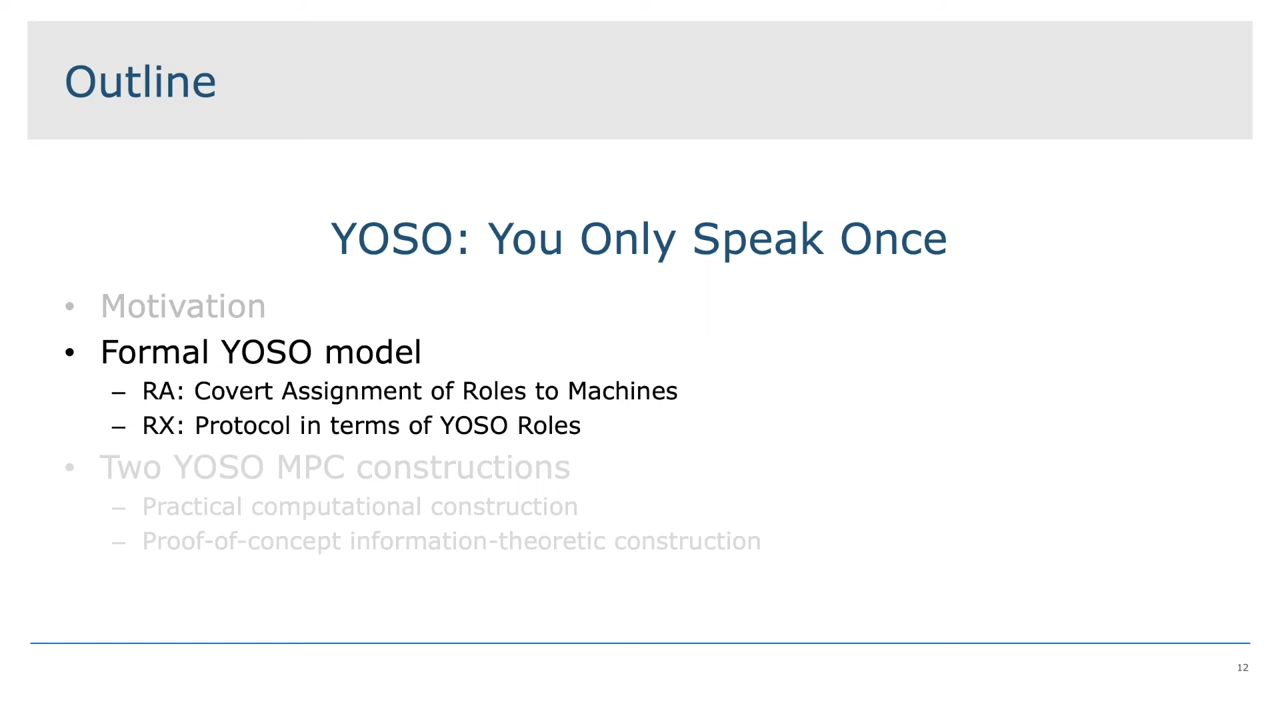 Outline
YOSO: You Only Speak Once
• Motivation
• Formal YOSO model
– RA: Covert Assignment of Roles to Machines
– RX: Protocol in terms of YOSO Roles
• Two YOSO MPC constructions
– Practical computational construction
– Proof-of-concept information-theoretic construction
12